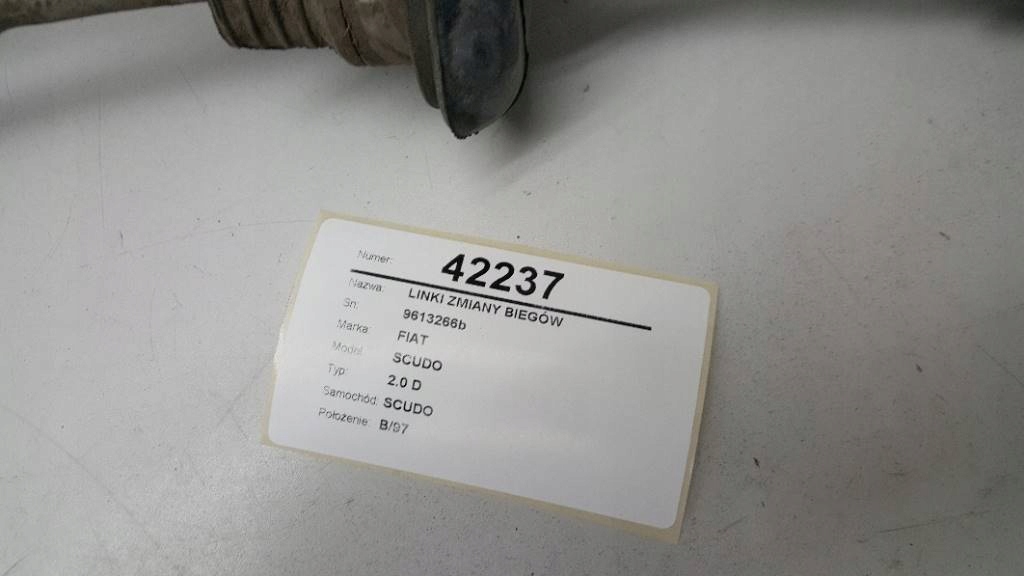 Numer: 42237
Nazwa: LINKI ZMIANY BIEGÓW
Sn: 9613266b
Marka: FIAT
Model: SCUDO
Typ: 2.0 D
Samochód: SCUDO
Położenie: B/97